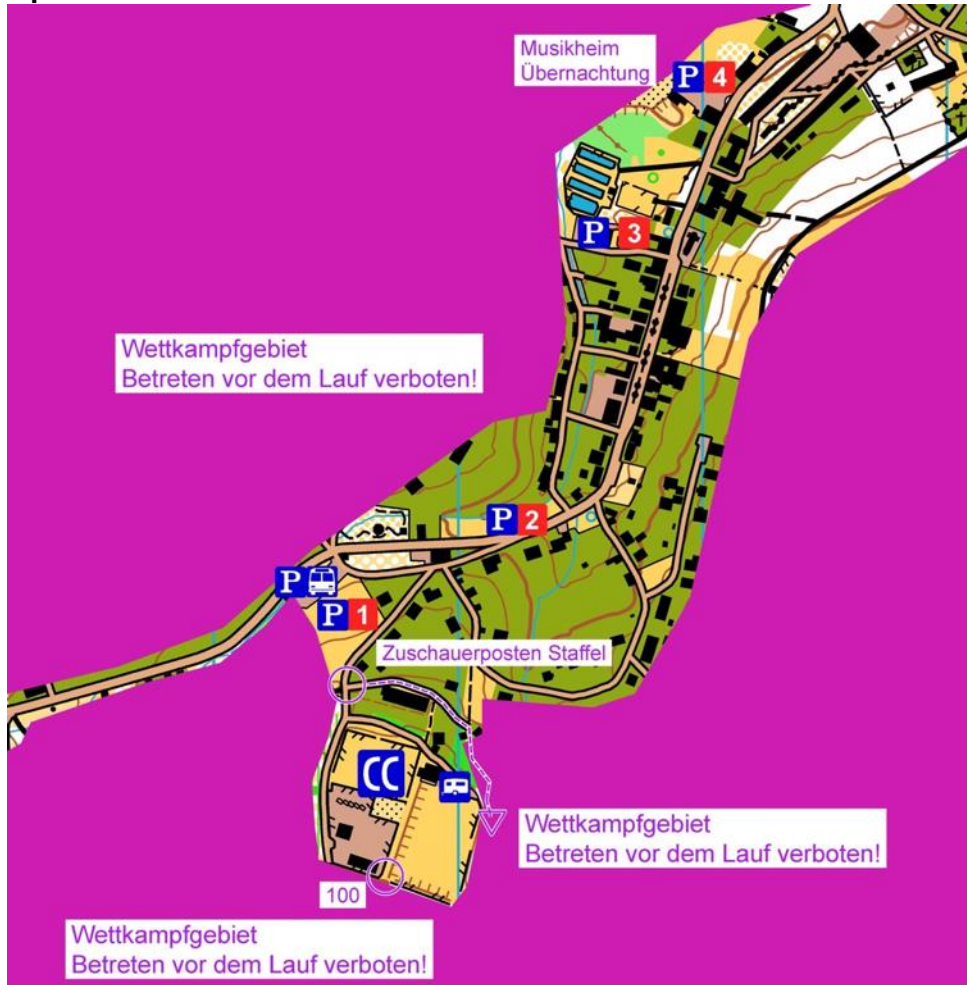 Musikheim
Übernachtung
P 4
P 3
Wettkampfgebiet
Betreten vor dem Lauf verboten!
P 2
P
P 1
Zuschauerposten Staffel
CC
Wettkampfgebiet
Betreten vor dem Lauf verboten!
100
Wettkampfgebiet
Betreten vor dem Lauf verboten!